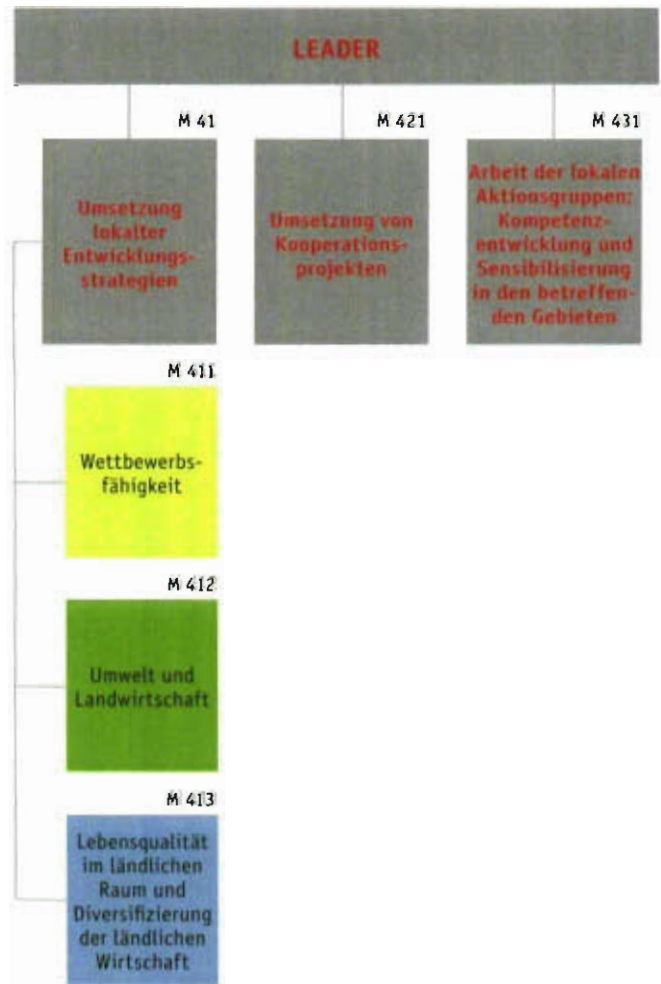 LEADER
M 41
Umsetzung
lokalter
Entwicklungs-
strategien
M 421
Umsetzung von
Kooperations-
projekten
M 431
Arbeit der lokalen
Aktionsgruppen:
Kompetenz-
entwicklung und
Sensibilisierung
in den betreffen-
den Gebieten
M 411
Wettbewerbs-
fähigkeit
M 412
Umwelt und
Landwirtschaft
M 413
Lebensqualität
im ländlichen
Raum und
Diversifizierung
der ländlichen
Wirtschaft